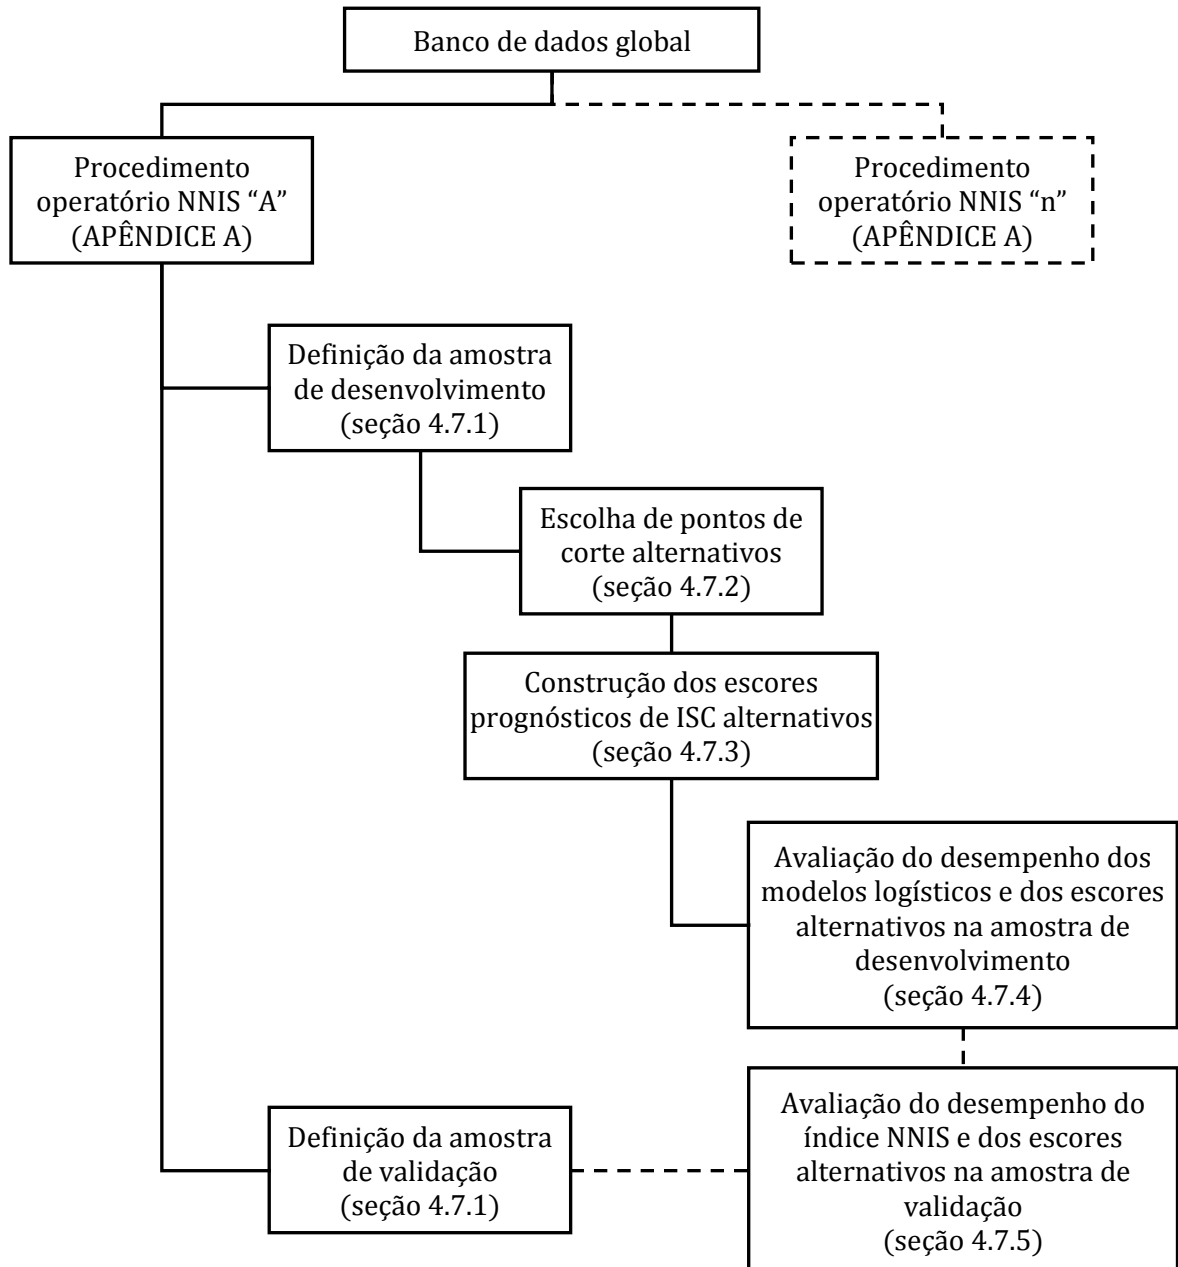 Banco de dados global
Procedimento
operatório NNIS “A”
(APÊNDICE A)
Procedimento
operatório NNIS “n”
(APÊNDICE A)
Definição da amostra
de desenvolvimento
(seção 4.7.1)
Escolha de pontos de
corte alternativos
(seção 4.7.2)
Construção dos escores
prognósticos de ISC alternativos
(seção 4.7.3)
Avaliação do desempenho dos
modelos logísticos e dos escores
alternativos na amostra de
desenvolvimento
(seção 4.7.4)
Definição da amostra
de validação
(seção 4.7.1)
Avaliação do desempenho do
índice NNIS e dos escores
alternativos na amostra de
validação
(seção 4.7.5)